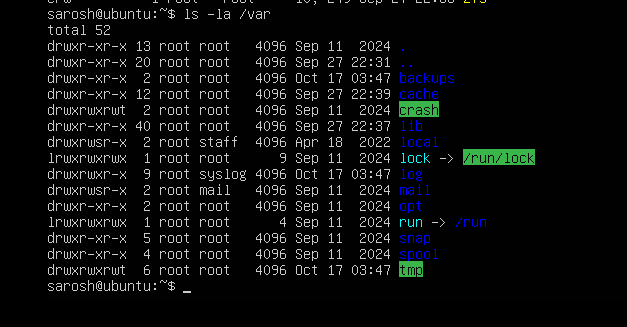 sarosh@ubuntu:~$ ls -la /var
total 52
drwxr-xr-x 13 root root   4096 Sep 11  2024 .
drwxr-xr-x 20 root root   4096 Sep 27 22:31 ..
drwxr-xr-x  2 root root   4096 Oct 17 03:47 backups
drwxr-xr-x 12 root root   4096 Sep 27 22:39 cache
drwxrwxrwt  2 root root   4096 Sep 11  2024 crash
drwxr-xr-x 40 root root   4096 Sep 27 22:37 lib
drwxrwsr-x  2 root staff  4096 Apr 18  2022 local
lrwxrwxrwx  1 root root      9 Sep 11  2024 lock -> /run/lock
drwxrwxr-x  9 root syslog 4096 Oct 17 03:47 log
drwxrwsr-x  2 root mail   4096 Sep 11  2024 mail
drwxr-xr-x  2 root root   4096 Sep 11  2024 opt
lrwxrwxrwx  1 root root      4 Sep 11  2024 run -> /run
drwxr-xr-x  5 root root   4096 Sep 11  2024 snap
drwxr-xr-x  4 root root   4096 Sep 11  2024 spool
drwxrwxrwt  6 root root   4096 Oct 17 03:47 tmp
sarosh@ubuntu:~$ _